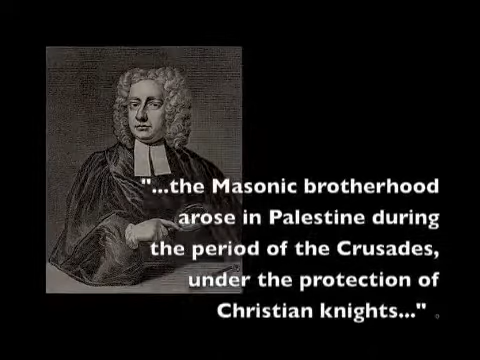 "...the Masonic brotherhood
arose in Palestine during
the period of the Crusades,
under the protection of
Christian knights..."